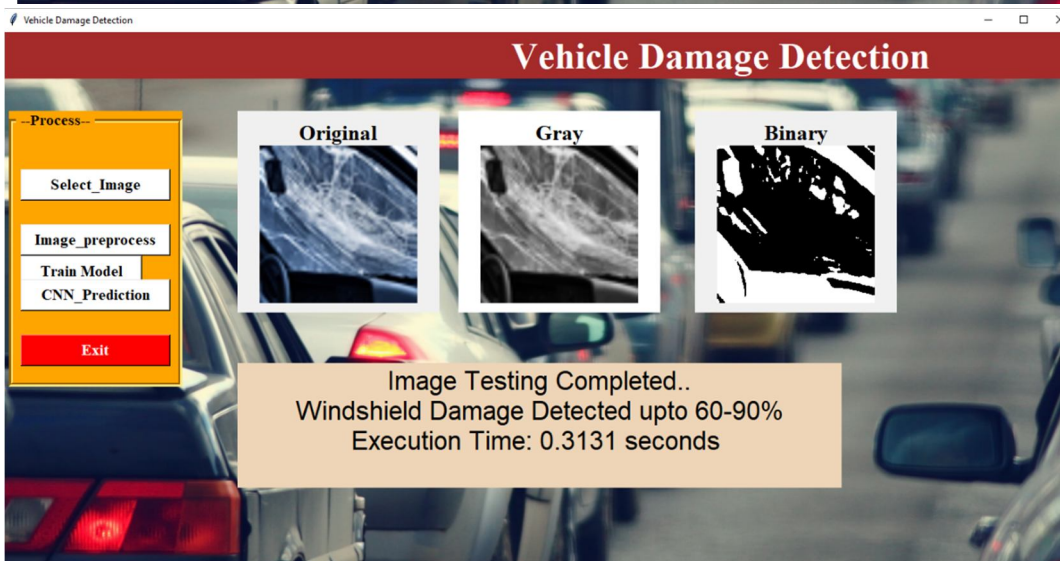 Vehicle Damage Detection
Vehicle Damage Detection
--Process--
Select_Image
Image_preprocess
Train Model
CNN_Prediction
Exit
Original
Gray
Binary
Image Testing Completed..
Windshield Damage Detected upto 60-90%
Execution Time: 0.3131 seconds